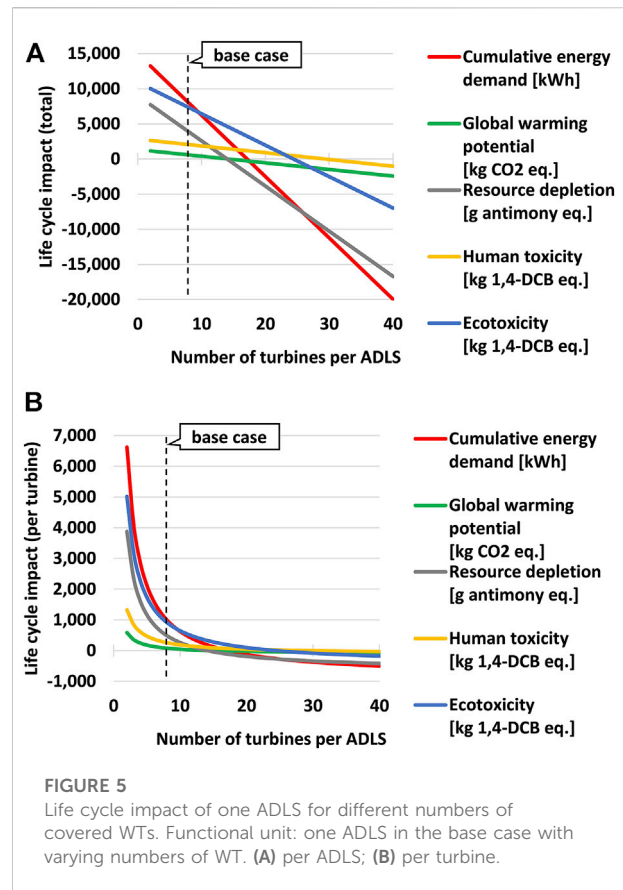 A
15,000
10,000
5,000
0
-5,000
-10,000
-15,000
-20,000
Life cycle impact (total)
base case
0 10 20 30 40
Number of turbines per ADLS
Cumulative energy
demand [kWh]
Global warming
potential
[kg CO2 eq.]
Resource depletion
[g antimony eq.]
Human toxicity
[kg 1,4-DCB eq.]
Ecotoxicity
[kg 1,4-DCB eq.]
B
7,000
6,000
5,000
4,000
3,000
2,000
1,000
0
-1,000
Life cycle impact (per turbine)
base case
0 10 20 30 40
Number of turbines per ADLS
Cumulative energy
demand [kWh]
Global warming
potential
[kg CO2 eq.]
Resource depletion
[g antimony eq.]
Human toxicity
[kg 1,4-DCB eq.]
Ecotoxicity
[kg 1,4-DCB eq.]
FIGURE 5
Life cycle impact of one ADLS for different numbers of
covered WTs. Functional unit: one ADLS in the base case with
varying numbers of WT. (A) per ADLS; (B) per turbine.